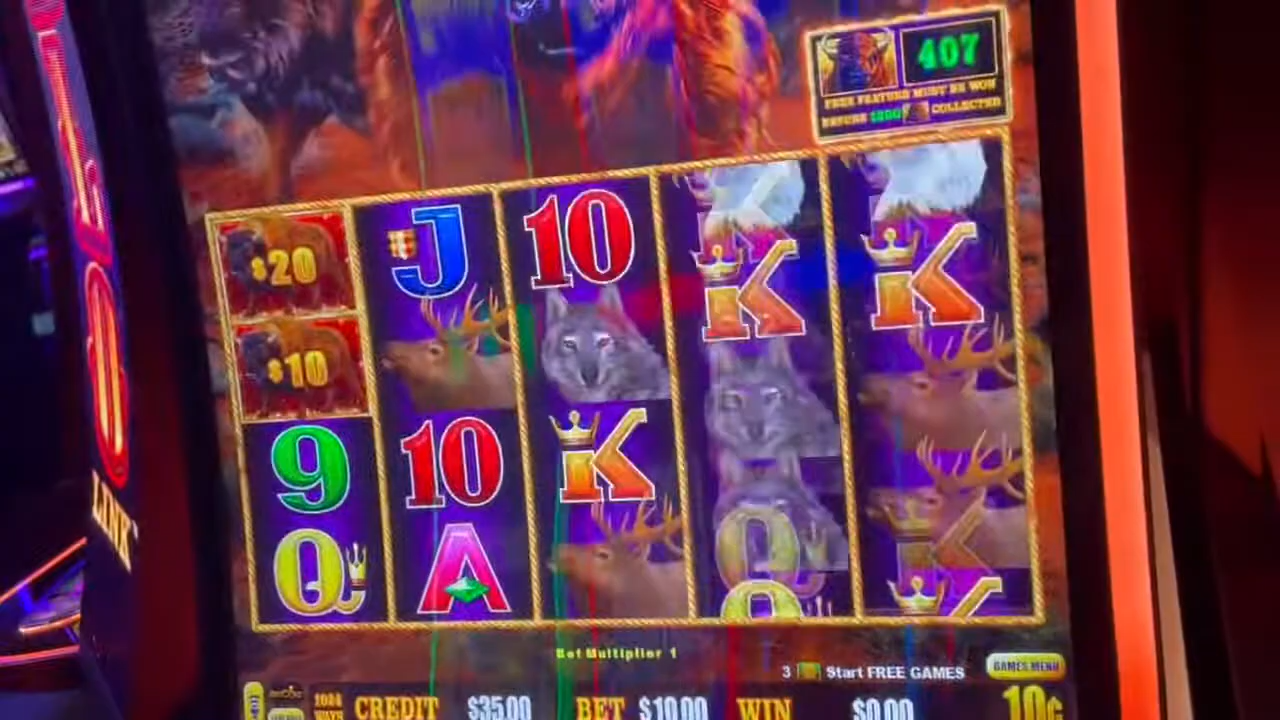 407
FREE FEATURE MUST BE WON
BEFORE COLLECTED
J 10 K K
$20
$10
9 10 K
Q A Q K
Q K
LINK
Bet Multiplier 1
3 Start FREE GAMES
GAMES MENU
1024
WAYS
CREDIT $35.00 BET $10.00 WIN $0.00 10¢